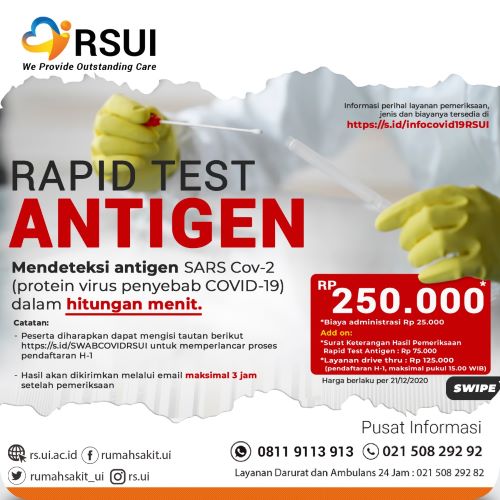 RSUI
We Provide Outstanding Care
Informasi perihal layanan pemeriksaan,
jenis dan biayanya tersedia di
https://s.id/infocovid19RSUI
RAPID TEST
ANTIGEN
Mendeteksi antigen SARS Cov-2
(protein virus penyebab COVID-19)
dalam hitungan menit.
Catatan:
- Peserta diharapkan dapat mengisi tautan berikut
https://s.id/SWABCOVIDRSUI untuk memperlancar proses
pendaftaran H-1
- Hasil akan dikirimkan melalui email maksimal 3 jam
setelah pemeriksaan
RP 250.000*
*Biaya administrasi Rp 25.000
Add on:
*Surat Keterangan Hasil Pemeriksaan
Rapid Test Antigen : Rp 75.000
*Layanan drive thru : Rp 125.000
(pendaftaran H-1, maksimal pukul 15.00 WIB)
Harga berlaku per 21/12/2020
SWIPE
Pusat Informasi
rs.ui.ac.id rumahsakit.ui
0811 9113 913 021 508 292 92
rumahsakit_ui rs.ui
Layanan Darurat dan Ambulans 24 Jam : 021 508 292 82